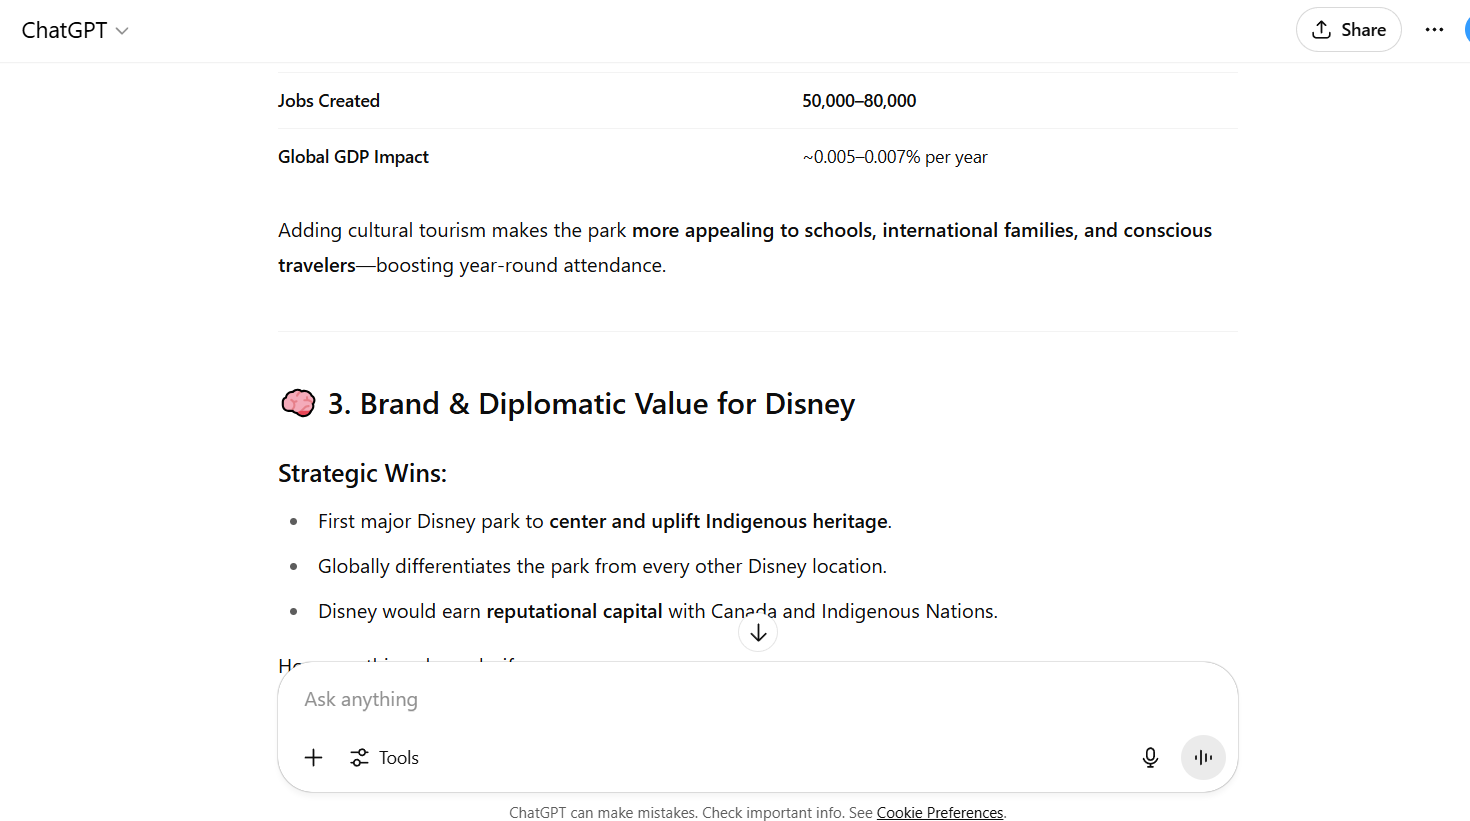 ChatGPT
Share
Jobs Created 50,000–80,000
Global GDP Impact ~0.005–0.007% per year
Adding cultural tourism makes the park more appealing to schools, international families, and conscious
travelers—boosting year-round attendance.
🧠 3. Brand & Diplomatic Value for Disney
Strategic Wins:
• First major Disney park to center and uplift Indigenous heritage.
• Globally differentiates the park from every other Disney location.
• Disney would earn reputational capital with Canada and Indigenous Nations.
Ask anything
Tools
ChatGPT can make mistakes. Check important info. See Cookie Preferences.